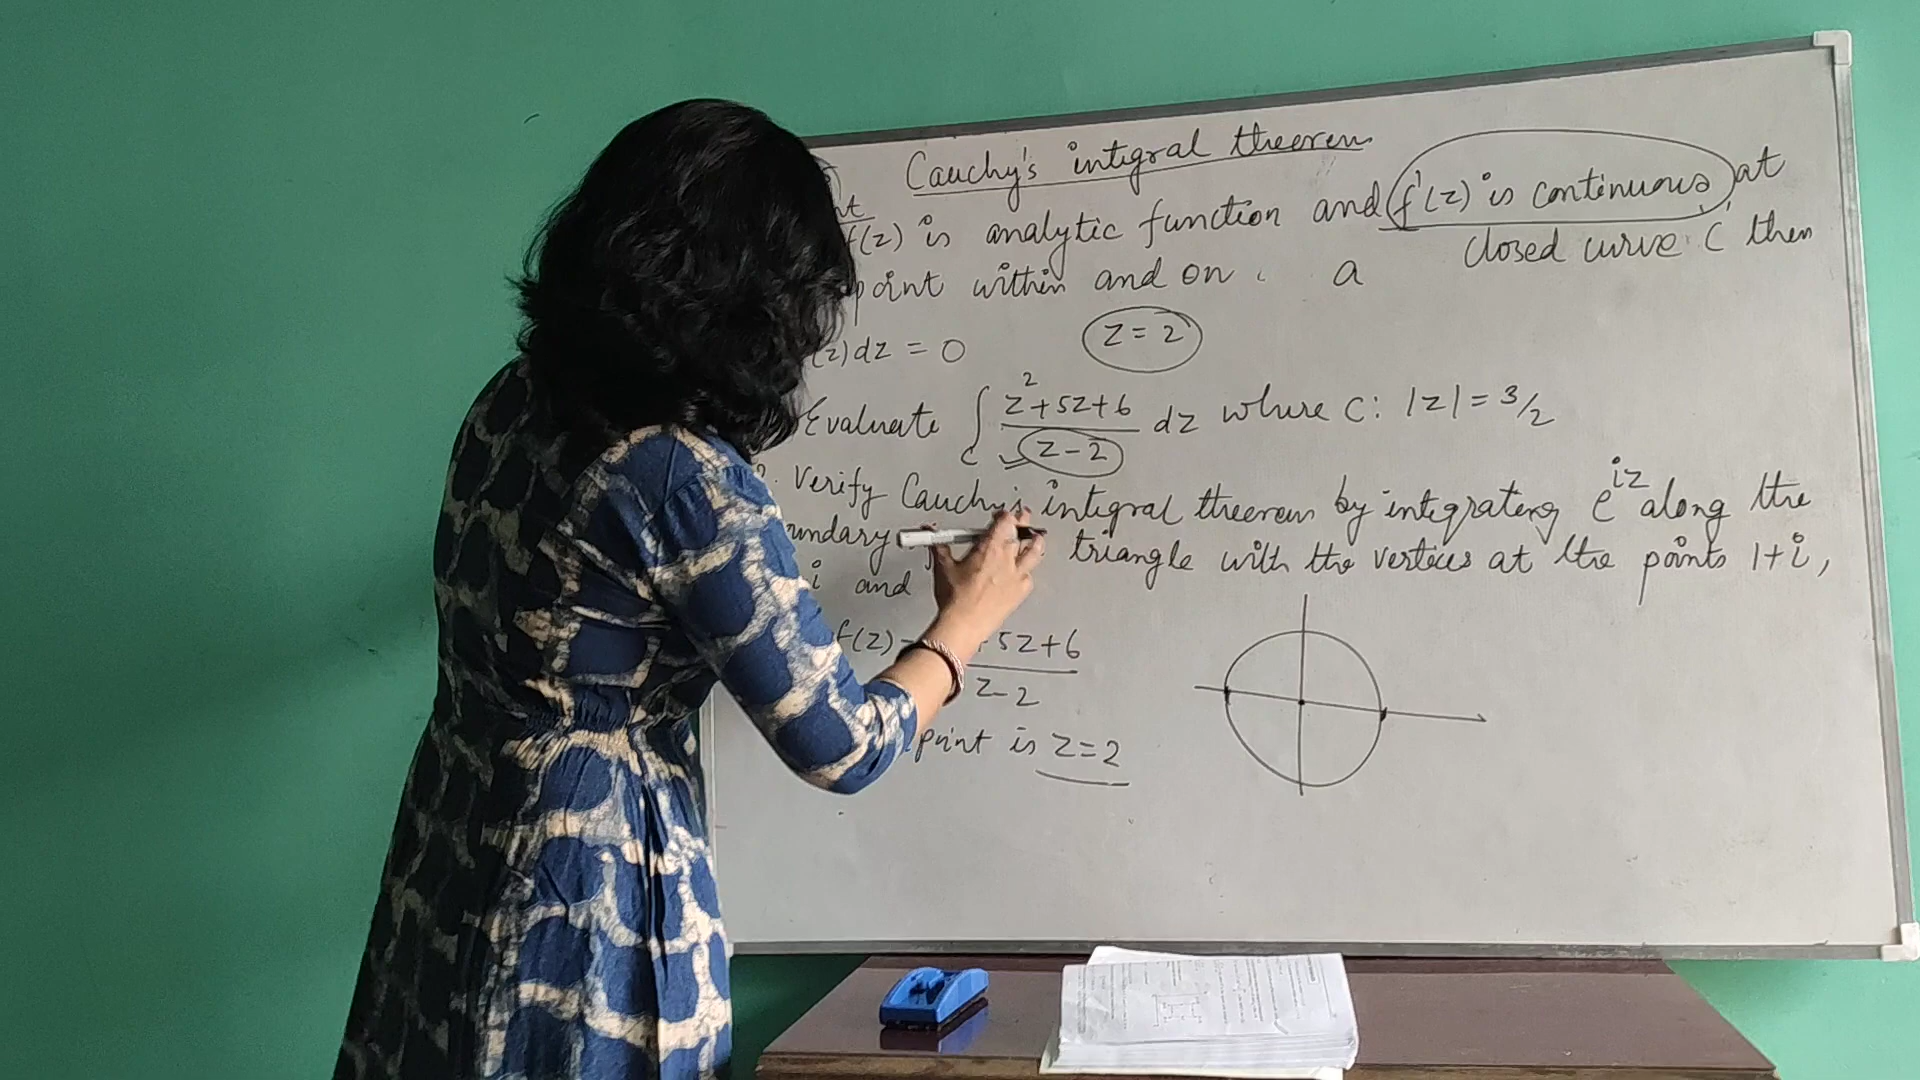 Cauchy's integral theorem
f(z) is analytic function and f'(z) is continuous at
point within and on a closed curve 'C' then
(z)dz = 0
z = 2
Evaluate ∫_C (z²+5z+6)/(z-2) dz where C: |z| = 3/2
2. Verify Cauchy's integral theorem by integrating e^{iz} along the
triangle with the vertices at the points 1+i,
i and
f(z) = +5z+6
z-2
point is z=2